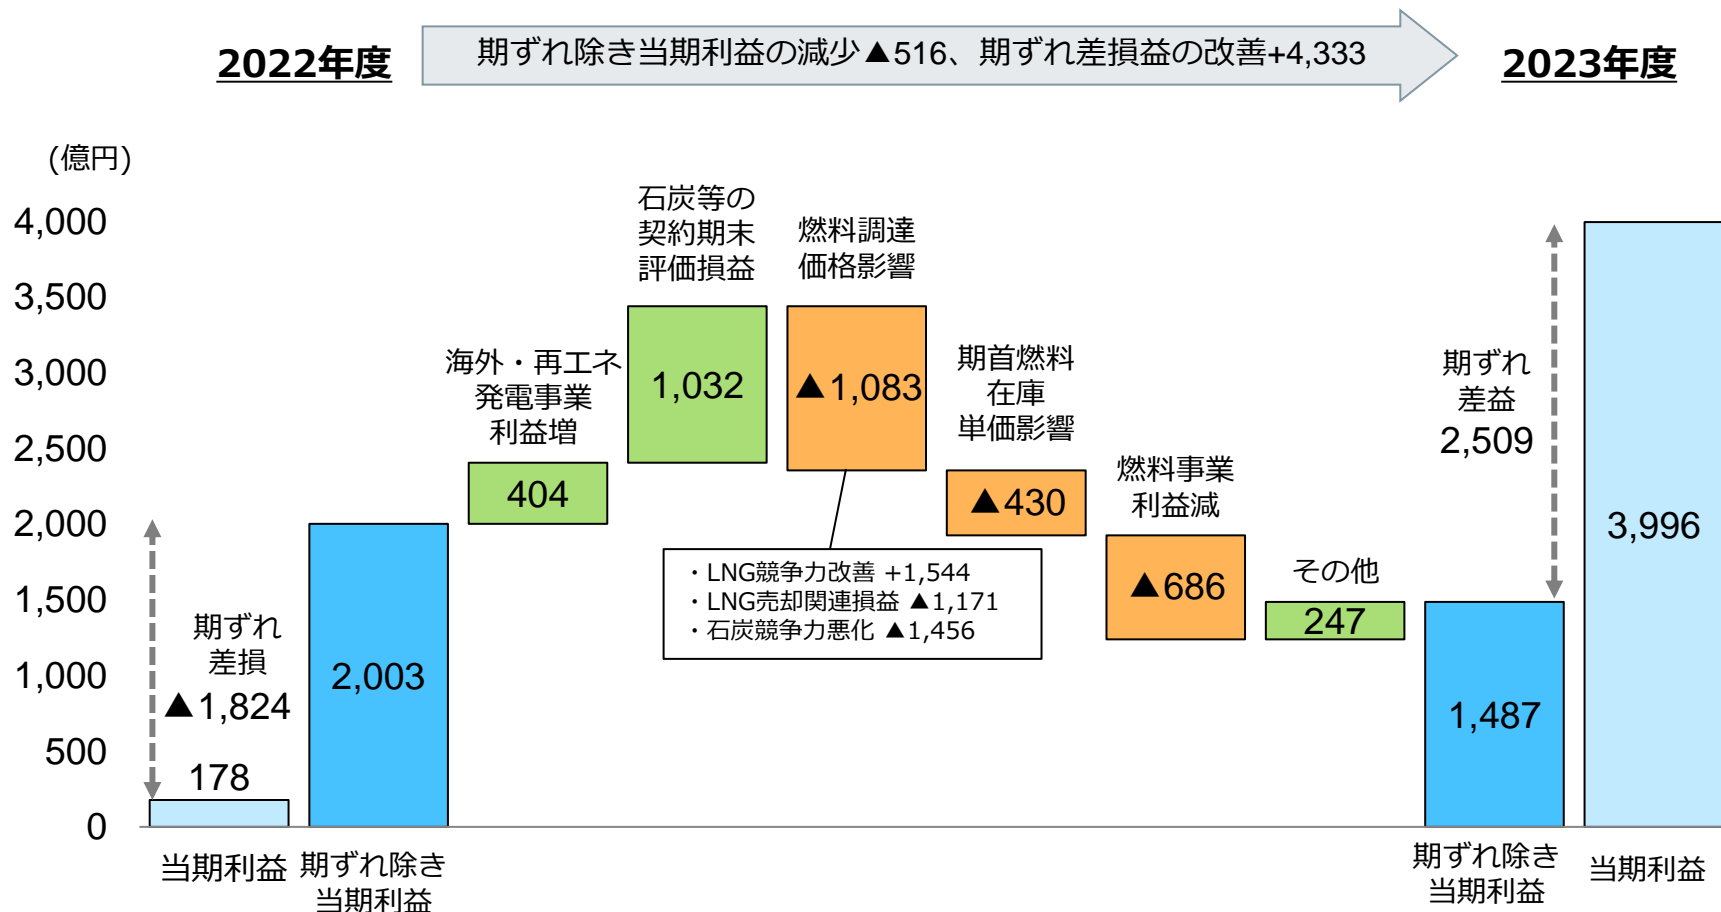 2022年度
期ずれ除き当期利益の減少▲516、期ずれ差損益の改善+4,333
2023年度
(億円)
4,000
3,500
3,000
2,500
2,000
1,500
1,000
500
0
期ずれ
差損
▲1,824
178
2,003
海外・再エネ
発電事業
利益増
404
石炭等の
契約期末
評価損益
1,032
燃料調達
価格影響
▲1,083
・LNG競争力改善 +1,544
・LNG売却関連損益 ▲1,171
・石炭競争力悪化 ▲1,456
期首燃料
在庫
単価影響
▲430
燃料事業
利益減
▲686
その他
247
期ずれ
差益
2,509
1,487
3,996
当期利益
期ずれ除き
当期利益
期ずれ除き
当期利益
当期利益